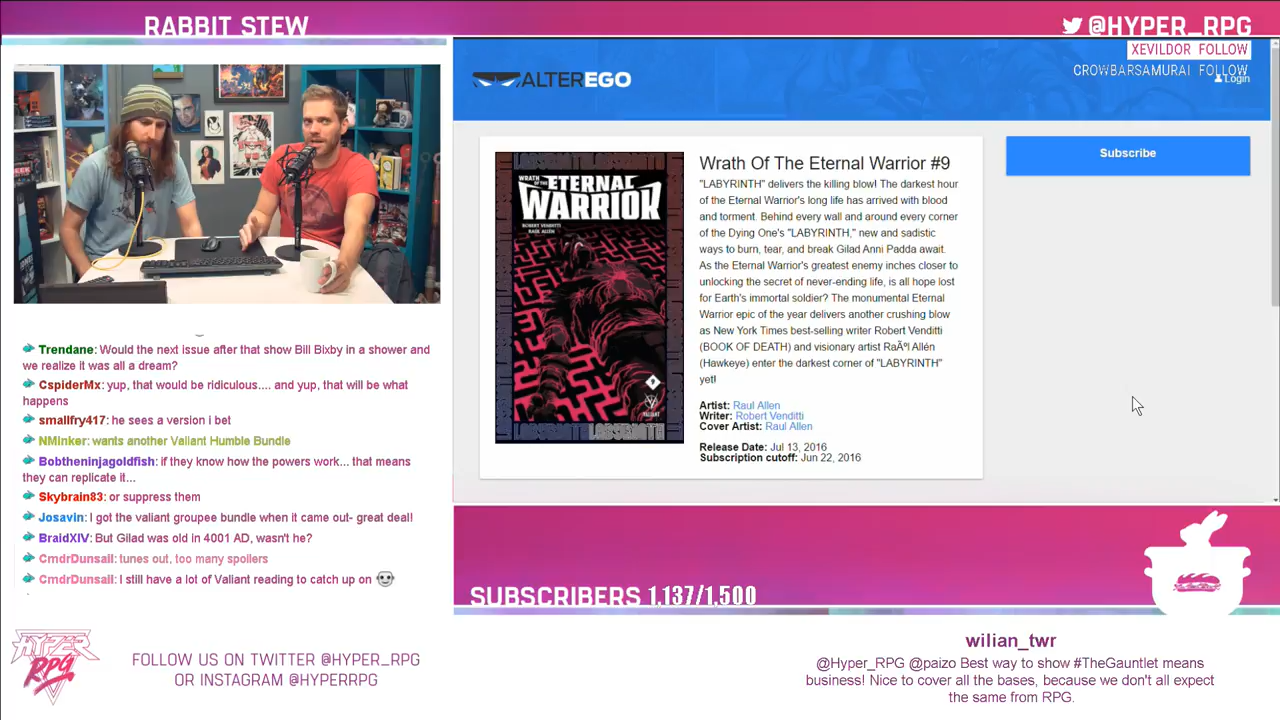 RABBIT STEW
@HYPER_RPG
XEVILDOR FOLLOW
CROWBARSAMURAI FOLLOW
Login
ALTEREGO
Subscribe
Wrath Of The Eternal Warrior #9
"LABYRINTH" delivers the killing blow! The darkest hour
of the Eternal Warrior's long life has arrived with blood
and torment. Behind every wall and around every corner
of the Dying One's "LABYRINTH," new and sadistic
ways to burn, tear, and break Gilad Anni Padda await.
As the Eternal Warrior's greatest enemy inches closer to
unlocking the secret of never-ending life, is all hope lost
for Earth's immortal soldier? The monumental Eternal
Warrior epic of the year delivers another crushing blow
as New York Times best-selling writer Robert Venditti
(BOOK OF DEATH) and visionary artist RaÃºl Allén
(Hawkeye) enter the darkest corner of "LABYRINTH"
yet!
Artist: Raul Allen
Writer: Robert Venditti
Cover Artist: Raul Allen
Release Date: Jul 13, 2016
Subscription cutoff: Jun 22, 2016
WRATH OF THE
ETERNAL
WARRIOR
ROBERT VENDITTI
RAUL ALLEN
9
VALIANT
LABYRINTH
Trendane: Would the next issue after that show Bill Bixby in a shower and
we realize it was all a dream?
CspiderMx: yup, that would be ridiculous.... and yup, that will be what
happens
smallfry417: he sees a version i bet
NMInker: wants another Valiant Humble Bundle
Bobtheninjagoldfish: if they know how the powers work... that means
they can replicate it...
Skybrain83: or suppress them
Josavin: I got the valiant groupee bundle when it came out- great deal!
BraidXIV: But Gilad was old in 4001 AD, wasn't he?
CmdrDunsail: tunes out, too many spoilers
CmdrDunsail: I still have a lot of Valiant reading to catch up on
SUBSCRIBERS 1,137/1,500
HYPER
RPG
FOLLOW US ON TWITTER @HYPER_RPG
OR INSTAGRAM @HYPERRPG
wilian_twr
@Hyper_RPG @paizo Best way to show #TheGauntlet means
business! Nice to cover all the bases, because we don't all expect
the same from RPG.